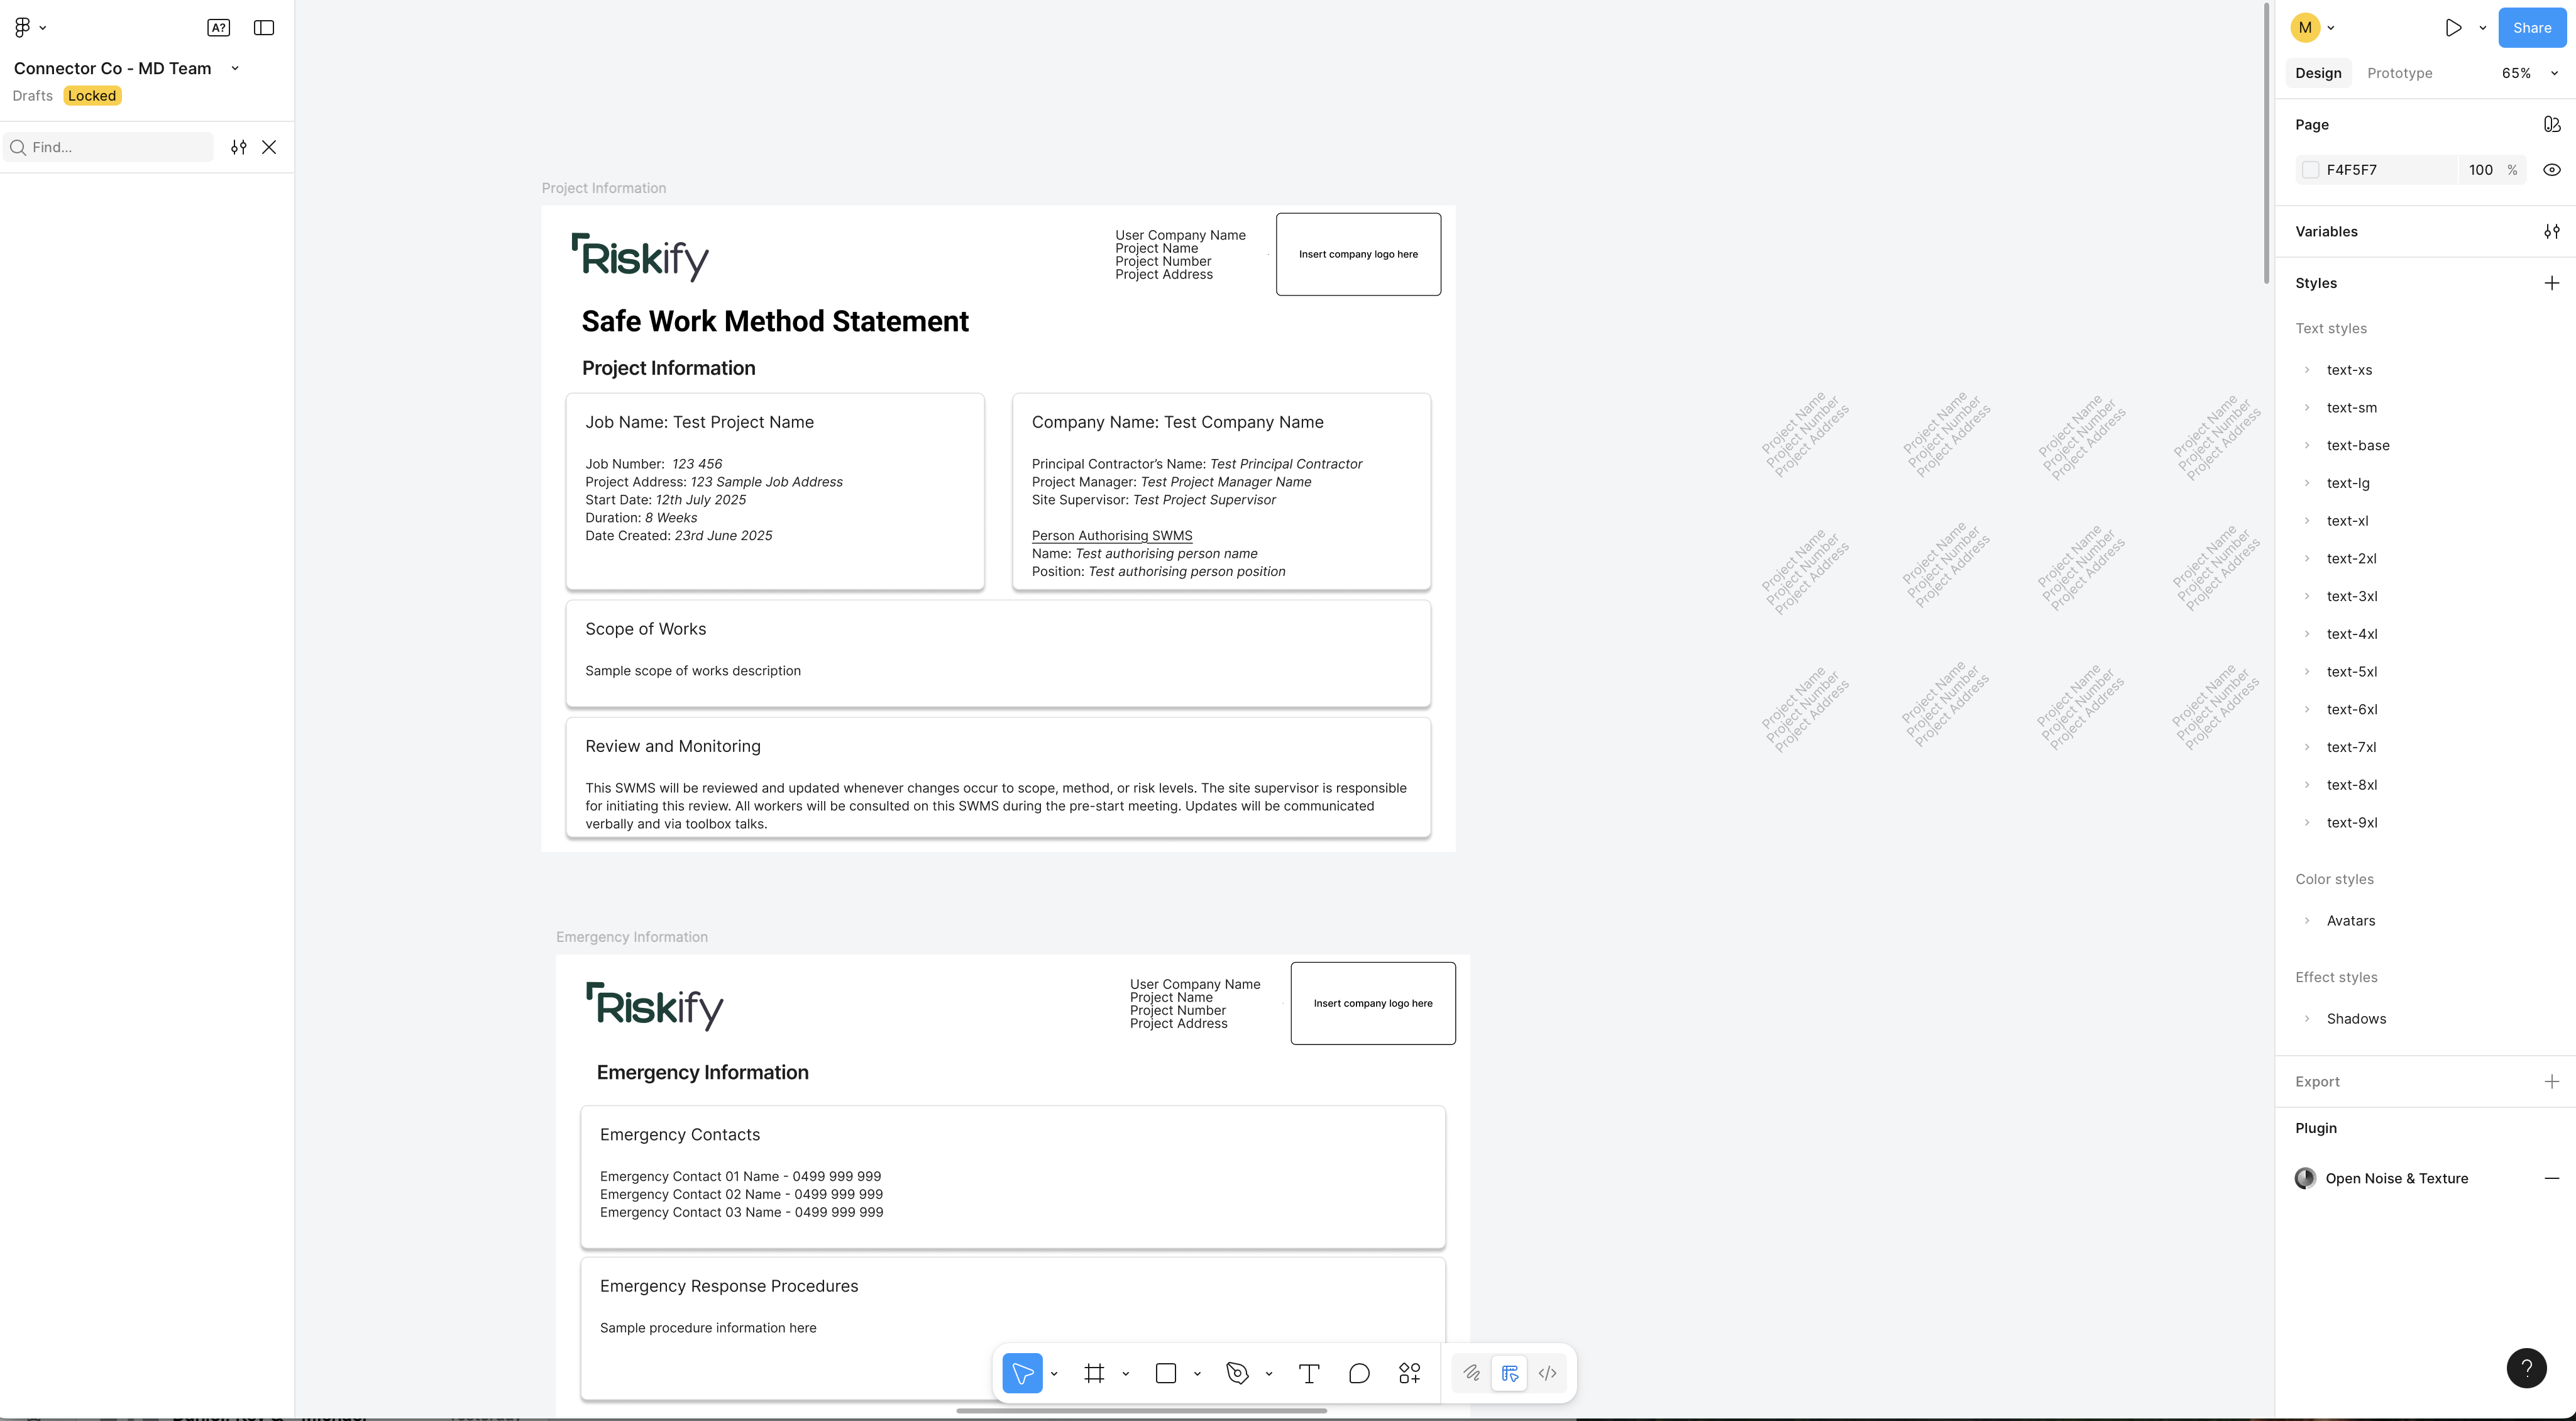 A?
Connector Co - MD Team
Drafts Locked
Find...
Project Information
Riskify
User Company Name
Project Name
Project Number
Project Address
Insert company logo here
Safe Work Method Statement
Project Information
Job Name: Test Project Name
Job Number: 123 456
Project Address: 123 Sample Job Address
Start Date: 12th July 2025
Duration: 8 Weeks
Date Created: 23rd June 2025
Company Name: Test Company Name
Principal Contractor's Name: Test Principal Contractor
Project Manager: Test Project Manager Name
Site Supervisor: Test Project Supervisor
Person Authorising SWMS
Name: Test authorising person name
Position: Test authorising person position
Scope of Works
Sample scope of works description
Review and Monitoring
This SWMS will be reviewed and updated whenever changes occur to scope, method, or risk levels. The site supervisor is responsible
for initiating this review. All workers will be consulted on this SWMS during the pre-start meeting. Updates will be communicated
verbally and via toolbox talks.
Project Name
Project Number
Project Address
Project Name
Project Number
Project Address
Project Name
Project Number
Project Address
Project Name
Project Number
Project Address
Project Name
Project Number
Project Address
Project Name
Project Number
Project Address
Project Name
Project Number
Project Address
Project Name
Project Number
Project Address
Project Name
Project Number
Project Address
Project Name
Project Number
Project Address
Project Name
Project Number
Project Address
Project Name
Project Number
Project Address
Emergency Information
Riskify
User Company Name
Project Name
Project Number
Project Address
Insert company logo here
Emergency Information
Emergency Contacts
Emergency Contact 01 Name - 0499 999 999
Emergency Contact 02 Name - 0499 999 999
Emergency Contact 03 Name - 0499 999 999
Emergency Response Procedures
Sample procedure information here
M
Share
Design Prototype 65%
Page
F4F5F7 100 %
Variables
Styles
Text styles
text-xs
text-sm
text-base
text-lg
text-xl
text-2xl
text-3xl
text-4xl
text-5xl
text-6xl
text-7xl
text-8xl
text-9xl
Color styles
Avatars
Effect styles
Shadows
Export
Plugin
Open Noise & Texture
?